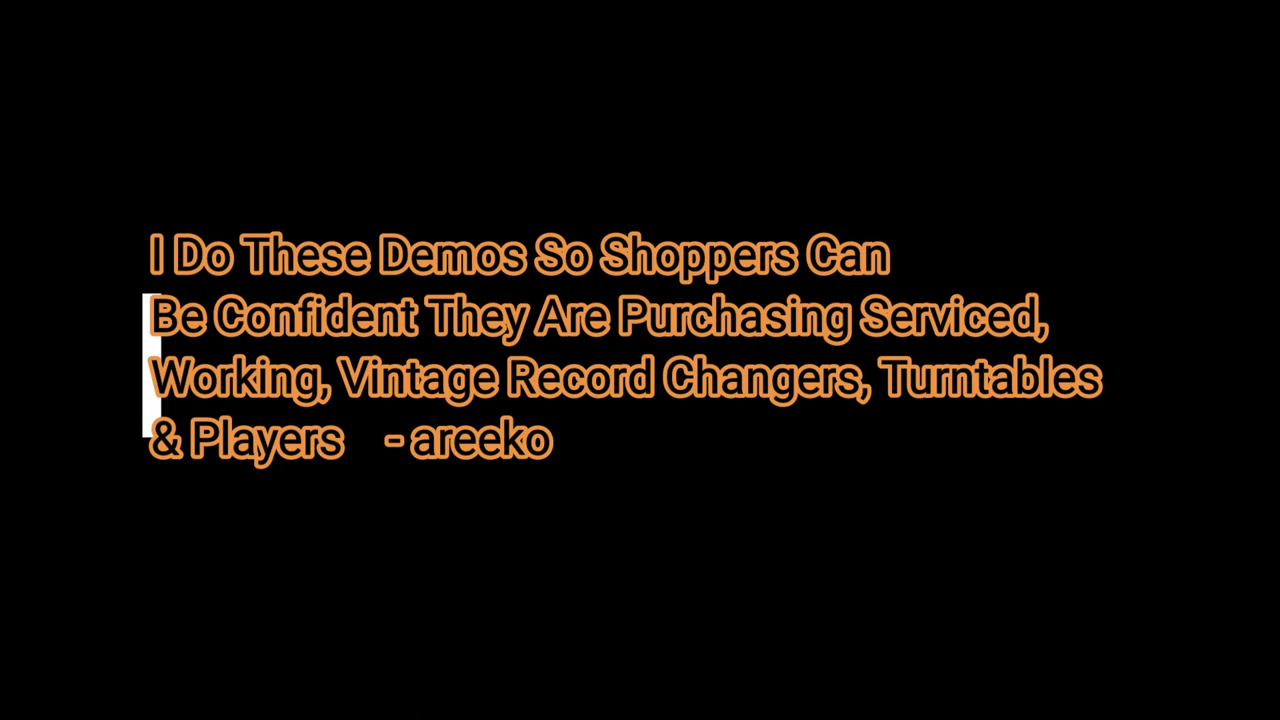 I Do These Demos So Shoppers Can
Be Confident They Are Purchasing Serviced,
Working, Vintage Record Changers, Turntables
& Players - areeko